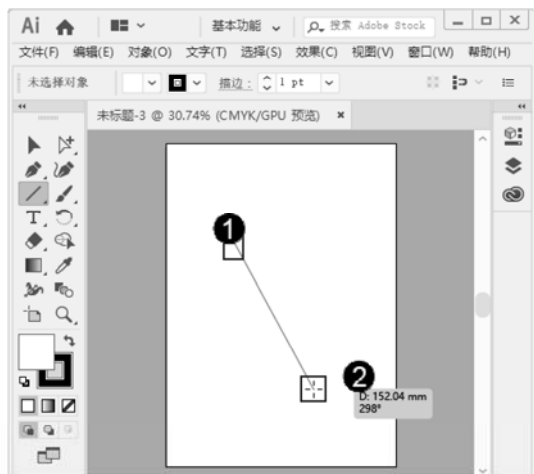 Ai 基本功能 搜索 Adobe Stock
文件(F) 编辑(E) 对象(O) 文字(T) 选择(S) 效果(C) 视图(V) 窗口(W) 帮助(H)
未选择对象 描边： 1 pt
未标题-3 @ 30.74% (CMYK/GPU 预览) ×
T
1
2
D: 152.04 mm
298°